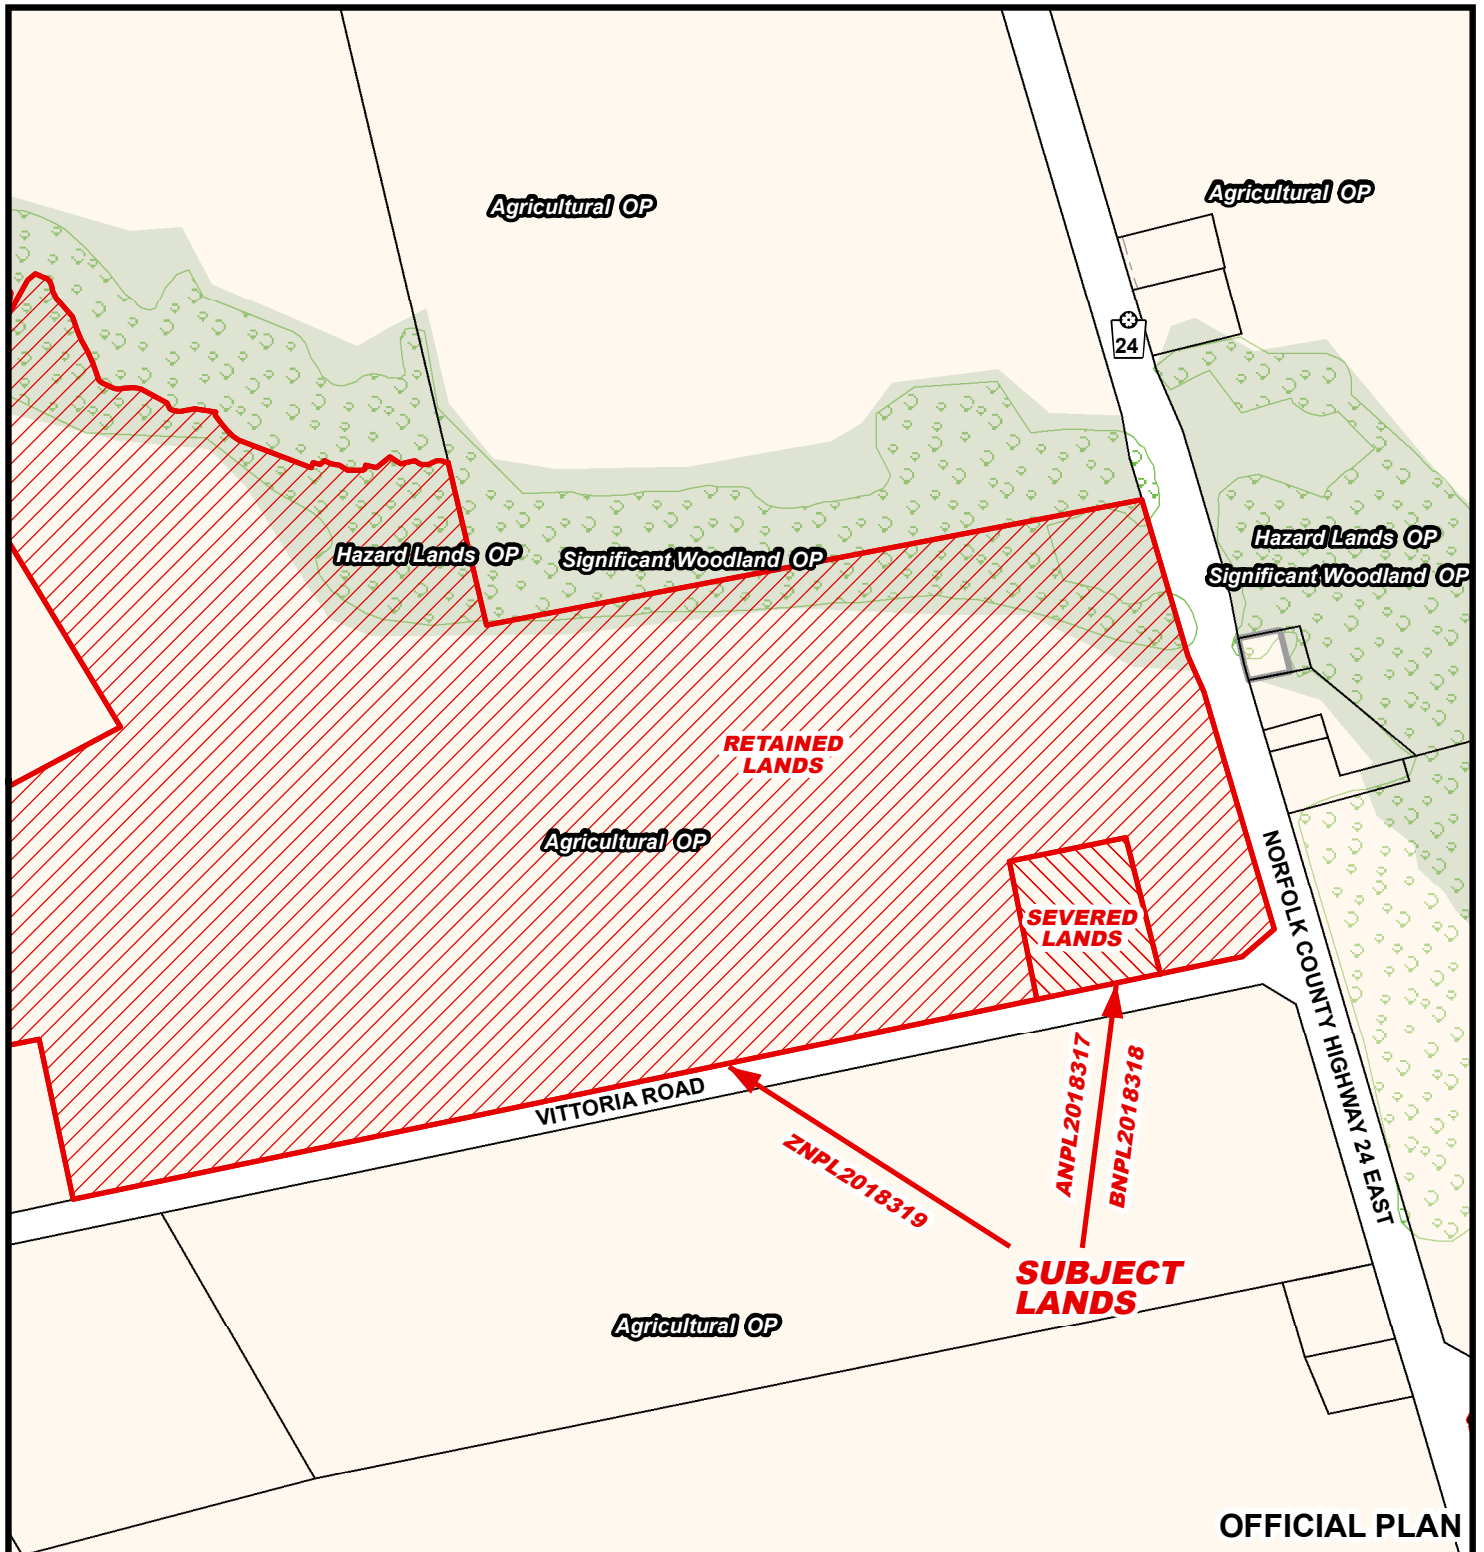 Agricultural OP
Agricultural OP
24
Hazard Lands OP
Significant Woodland OP
Hazard Lands OP
Significant Woodland OP
RETAINED
LANDS
Agricultural OP
SEVERED
LANDS
NORFOLK COUNTY HIGHWAY 24 EAST
VITTORIA ROAD
ZNPL2018319
ANPL2018317
BNPL2018318
SUBJECT
LANDS
Agricultural OP
OFFICIAL PLAN